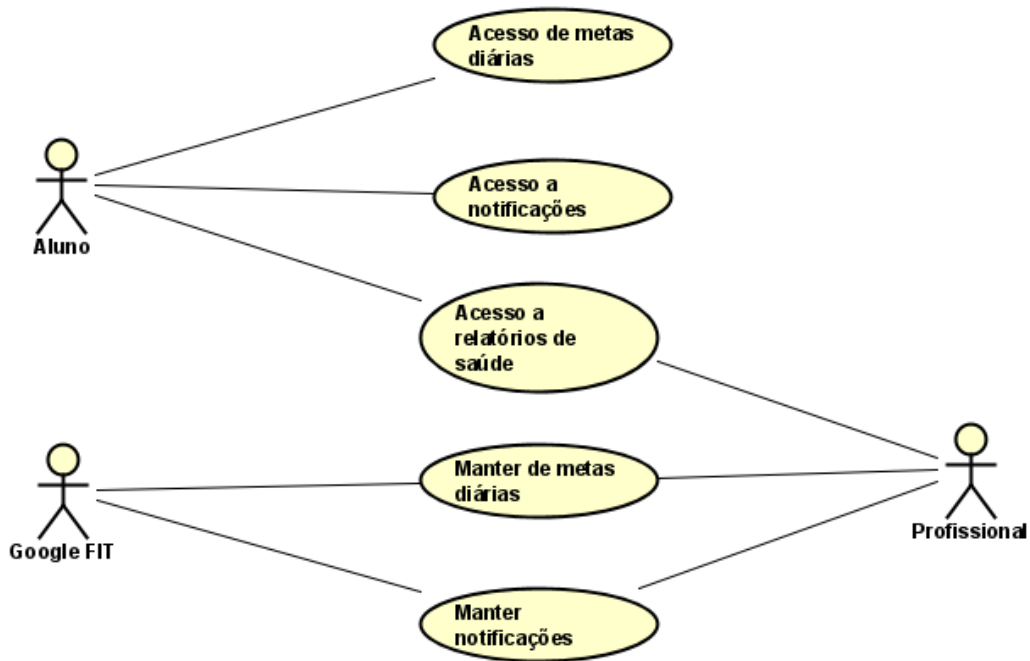 Acesso de metas
diárias
Acesso a
notificações
Aluno
Acesso a
relatórios de
saúde
Manter de metas
diárias
Google FIT
Profissional
Manter
notificações